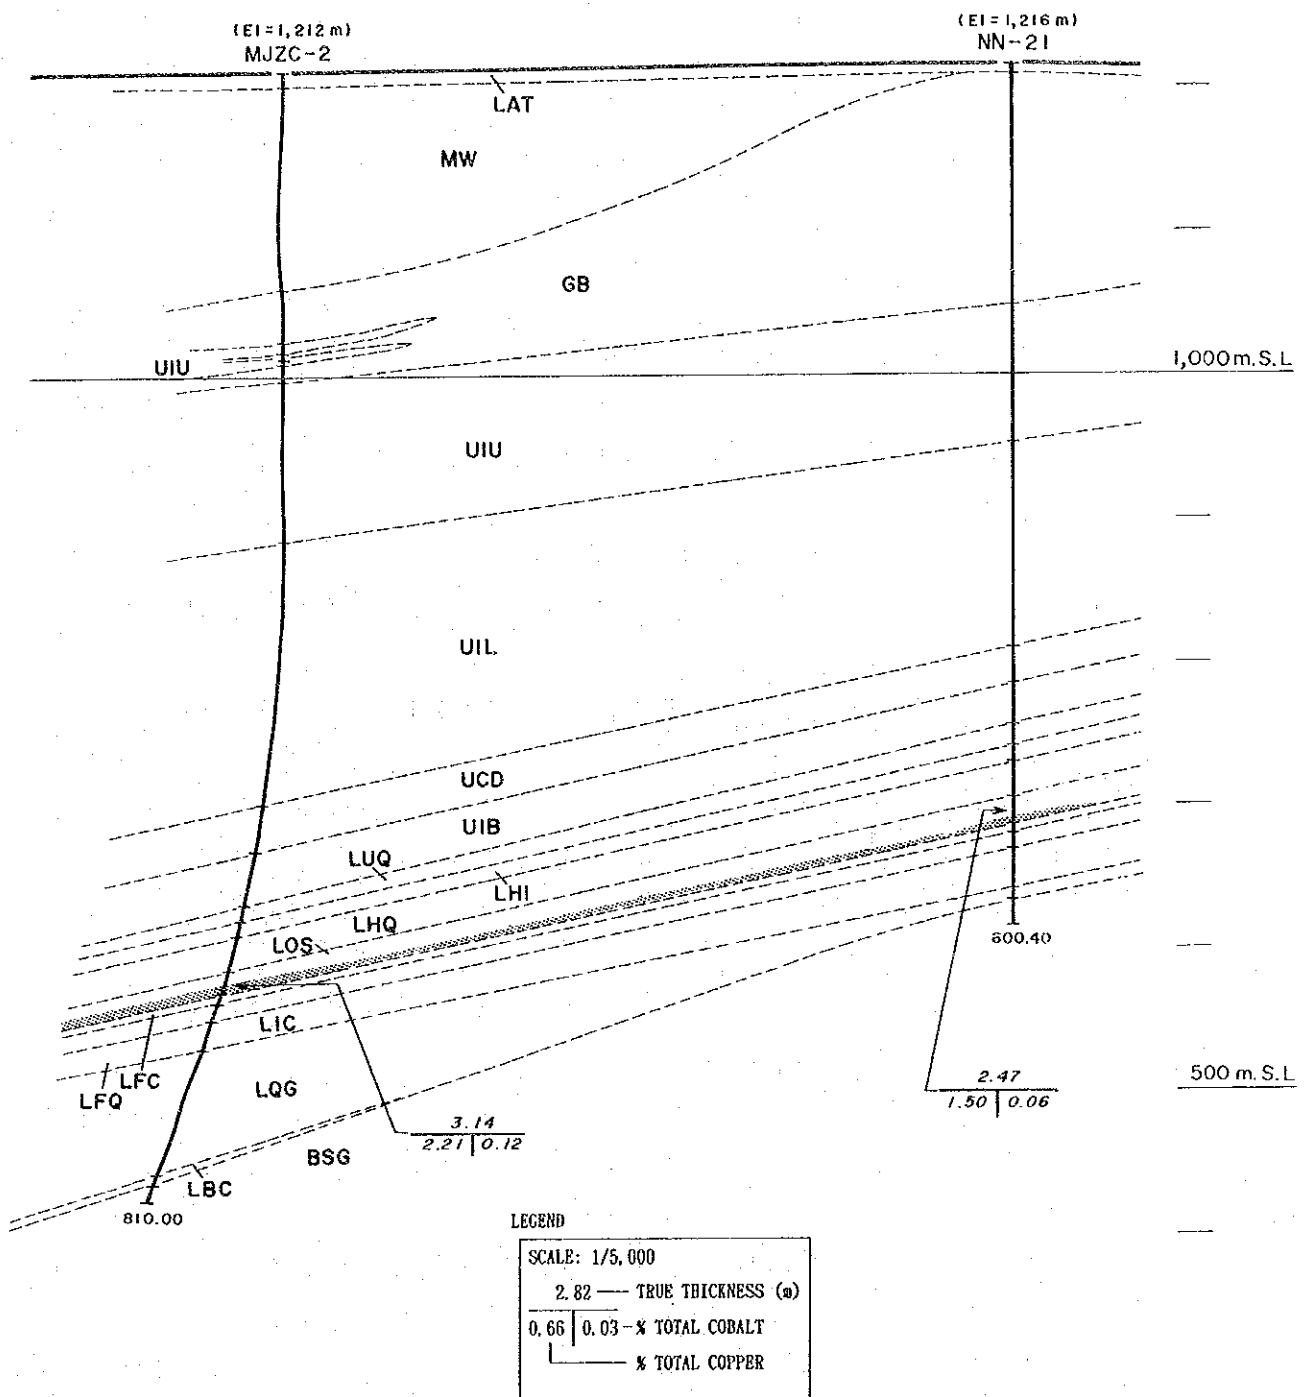 (El=1,212m)
MJZC-2
(El=1,216m)
NN-21
LAT
MW
GB
UIU
1,000m.S.L
UIU
UIL
UCD
UIB
LUQ
LHI
LHQ
LOS
600.40
LIC
LFC
LFQ
LQG
500 m.S.L
2.47
1.50 | 0.06
3.14
2.21 | 0.12
BSG
LBC
810.00
LEGEND
SCALE: 1/5,000
2.82 — TRUE THICKNESS (m)
0.66 | 0.03 - % TOTAL COBALT
% TOTAL COPPER